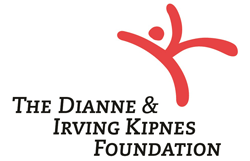 The Dianne &
Irving Kipnes
Foundation